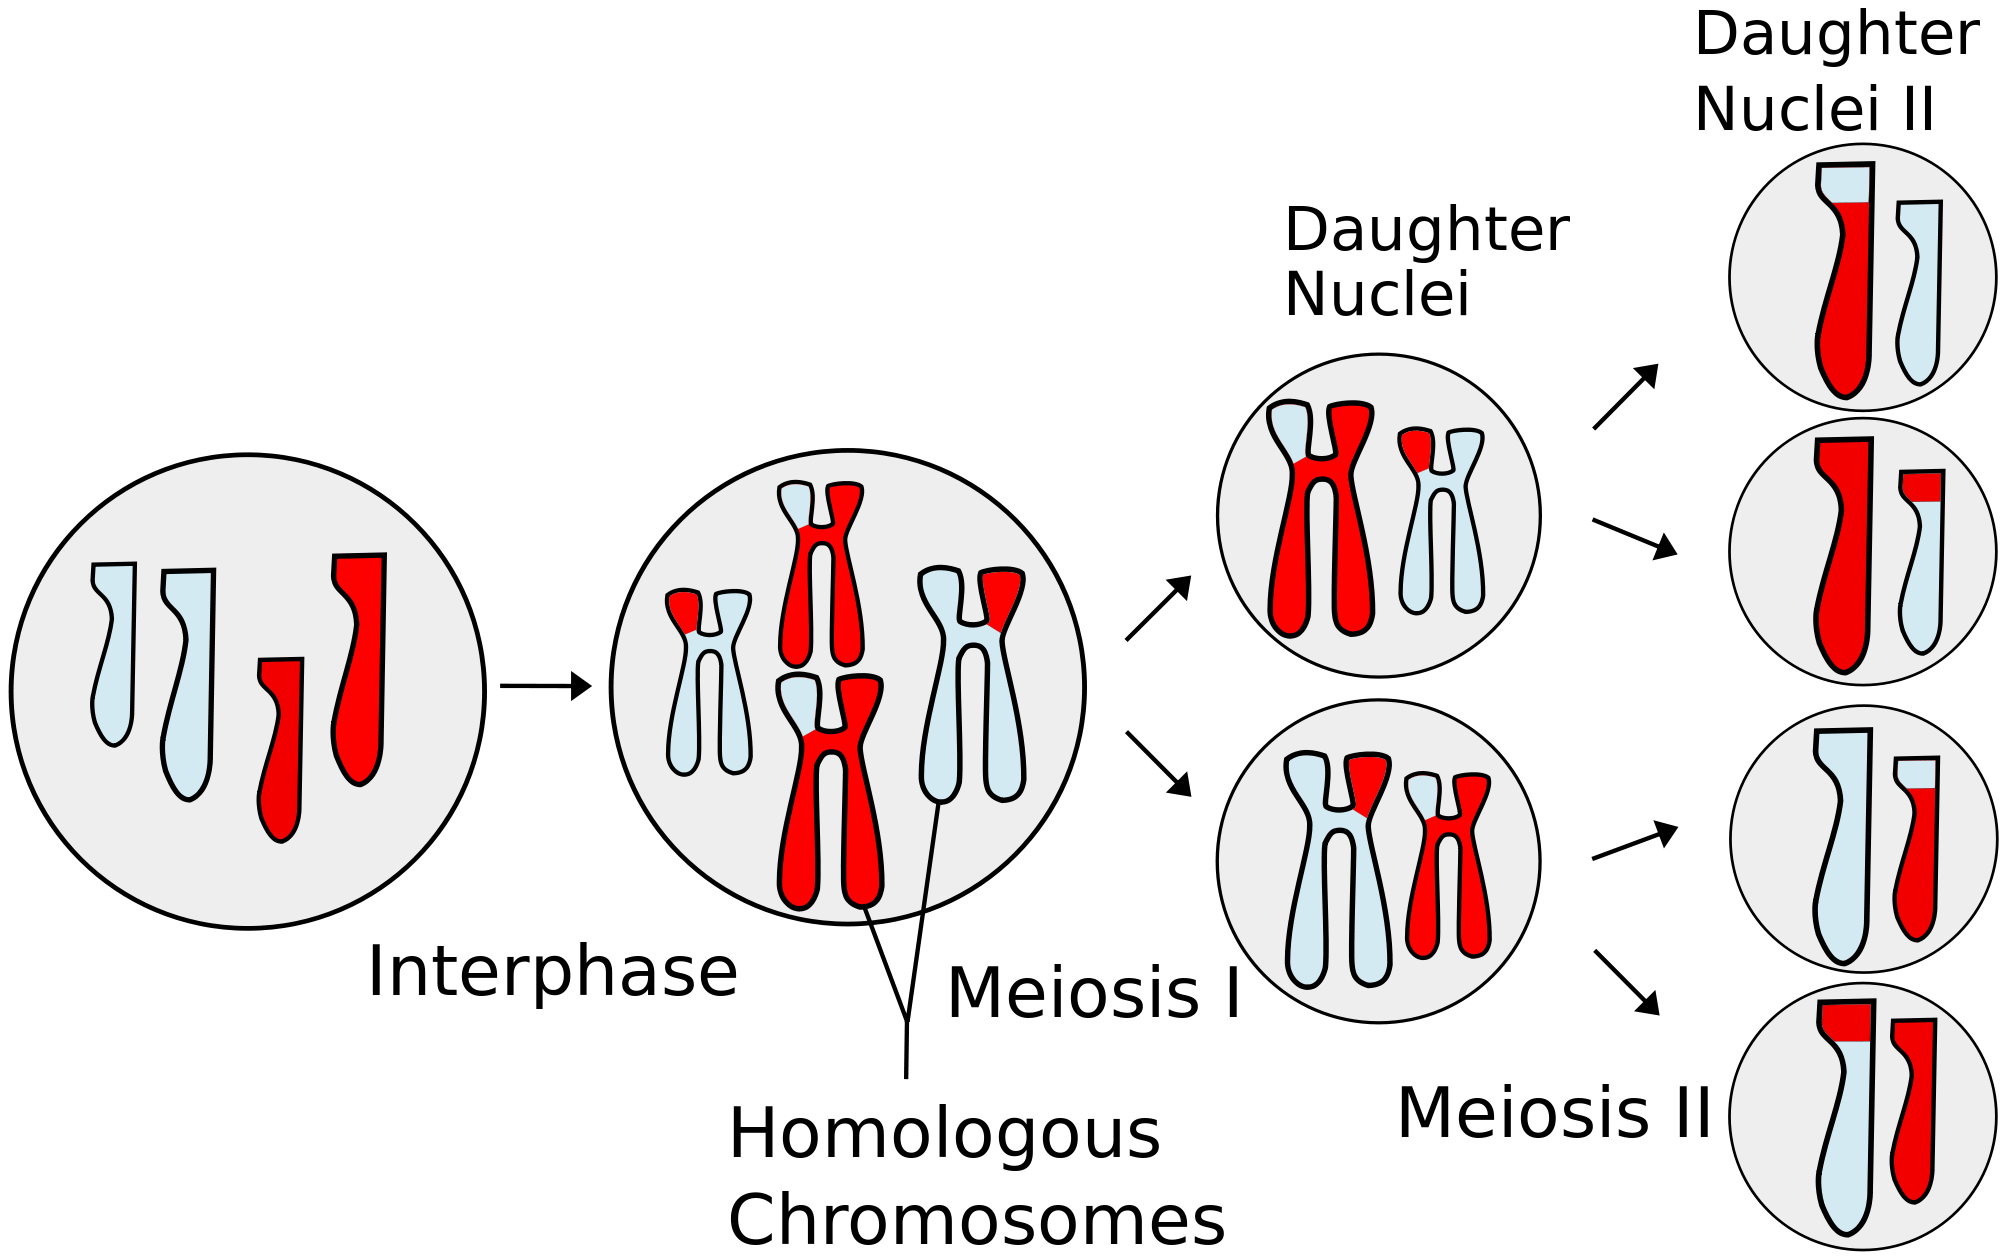 Daughter
Nuclei II
Daughter
Nuclei
Interphase
Meiosis I
Homologous
Chromosomes
Meiosis II